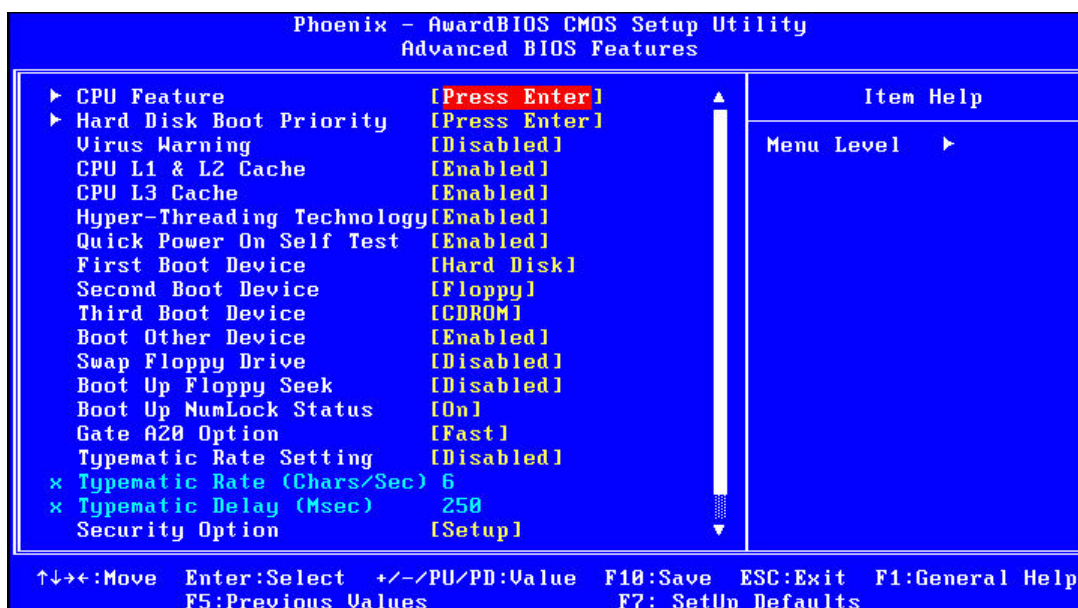 Phoenix - AwardBIOS CMOS Setup Utility
Advanced BIOS Features
CPU Feature [Press Enter]
Hard Disk Boot Priority [Press Enter]
Virus Warning [Disabled]
CPU L1 & L2 Cache [Enabled]
CPU L3 Cache [Enabled]
Hyper-Threading Technology[Enabled]
Quick Power On Self Test [Enabled]
First Boot Device [Hard Disk]
Second Boot Device [Floppy]
Third Boot Device [CDROM]
Boot Other Device [Enabled]
Swap Floppy Drive [Disabled]
Boot Up Floppy Seek [Disabled]
Boot Up NumLock Status [On]
Gate A20 Option [Fast]
Typematic Rate Setting [Disabled]
x Typematic Rate (Chars/Sec) 6
x Typematic Delay (Msec) 250
Security Option [Setup]
Item Help
Menu Level
↑↓→←:Move Enter:Select +/-/PU/PD:Value F10:Save ESC:Exit F1:General Help
F5:Previous Values F7: SetUp Defaults